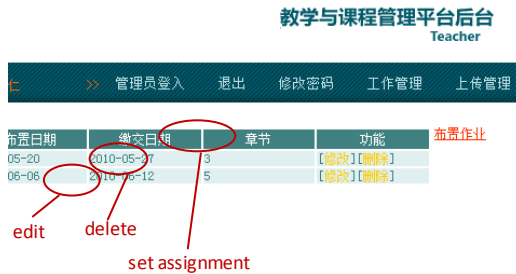 教学与课程管理平台后台
Teacher
>> 管理员登入 退出 修改密码 工作管理 上传管理
布置日期 缴交日期 章节 功能 布置作业
05-20 2010-05-27 3 [修改][删除]
06-06 2010-06-12 5 [修改][删除]
edit
delete
set assignment